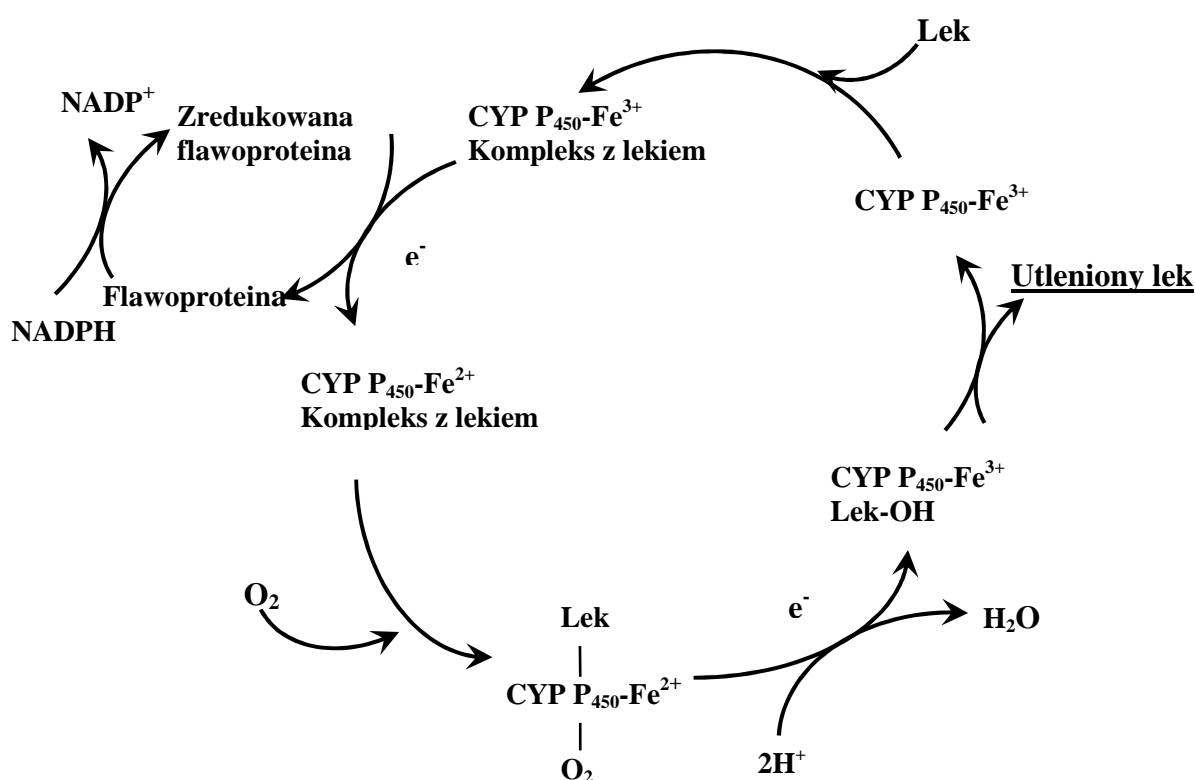 Lek
NADP⁺
Zredukowana
flawoproteina
CYP P₄₅₀-Fe³⁺
Kompleks z lekiem
CYP P₄₅₀-Fe³⁺
e⁻
Utleniony lek
Flawoproteina
NADPH
CYP P₄₅₀-Fe²⁺
Kompleks z lekiem
CYP P₄₅₀-Fe³⁺
Lek-OH
O₂
Lek
e⁻
H₂O
CYP P₄₅₀-Fe²⁺
O₂
2H⁺